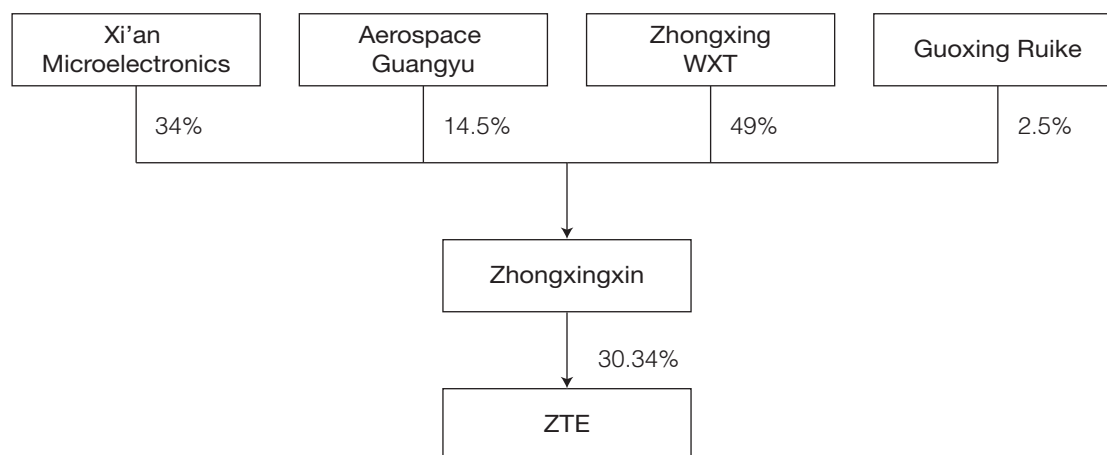 Xi’an
Microelectronics
Aerospace
Guangyu
Zhongxing
WXT
Guoxing Ruike
34%
14.5%
49%
2.5%
Zhongxingxin
30.34%
ZTE